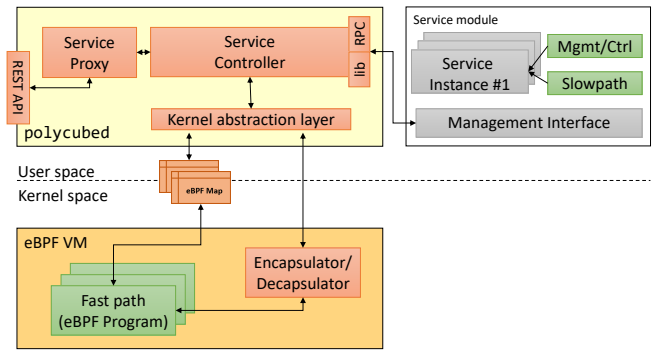 Service module
REST API
Service
Proxy
Service
Controller
RPC
lib
Service
Instance #1
Mgmt/Ctrl
Slowpath
Kernel abstraction layer
Management Interface
polycubed
User space
Kernel space
eBPF Map
eBPF VM
Encapsulator/
Decapsulator
Fast path
(eBPF Program)